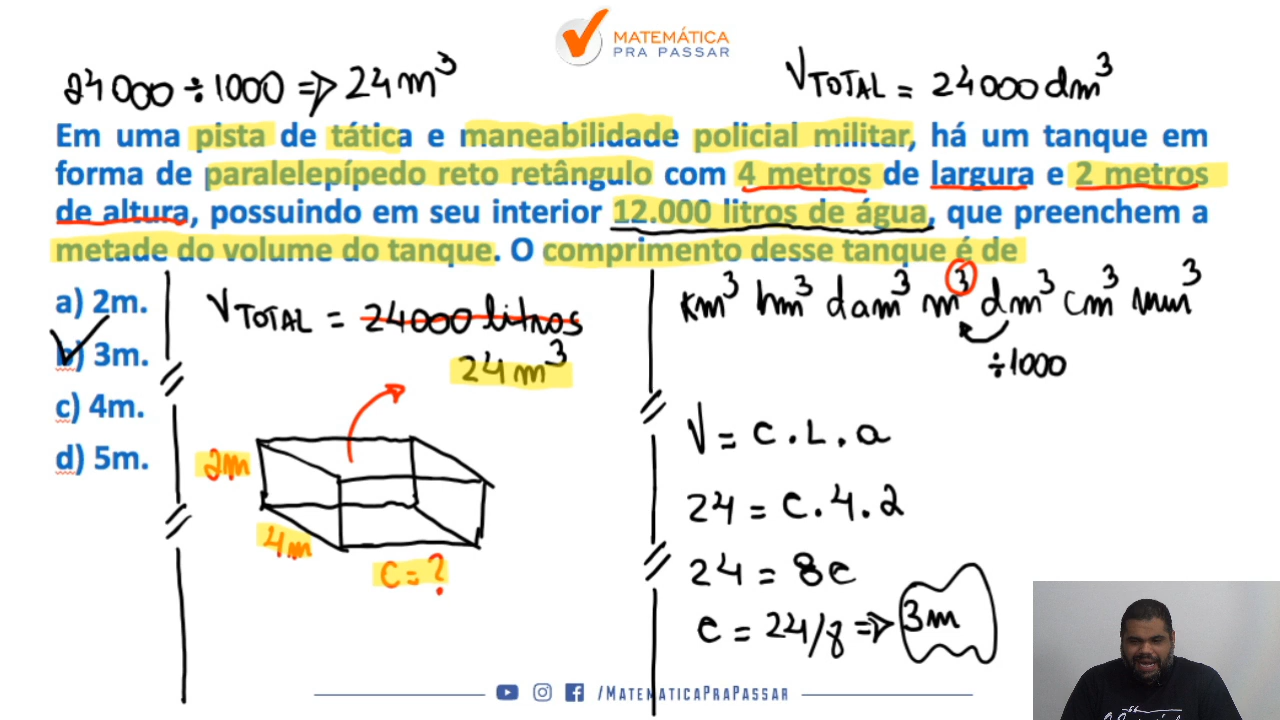 MATEMÁTICA
PRA PASSAR
24000 ÷ 1000 => 24 m³
V TOTAL = 24000 dm³
Em uma pista de tática e maneabilidade policial militar, há um tanque em
forma de paralelepípedo reto retângulo com 4 metros de largura e 2 metros
de altura, possuindo em seu interior 12.000 litros de água, que preenchem a
metade do volume do tanque. O comprimento desse tanque é de
a) 2m.
b) 3m.
c) 4m.
d) 5m.
V TOTAL = 24000 litros
24 m³
2m
4m
C = ?
Km³ hm³ dam³ m³ dm³ cm³ mm³
÷1000
V = C . L . a
24 = C . 4 . 2
24 = 8C
C = 24/8 => 3m
/MatematicaPraPassar